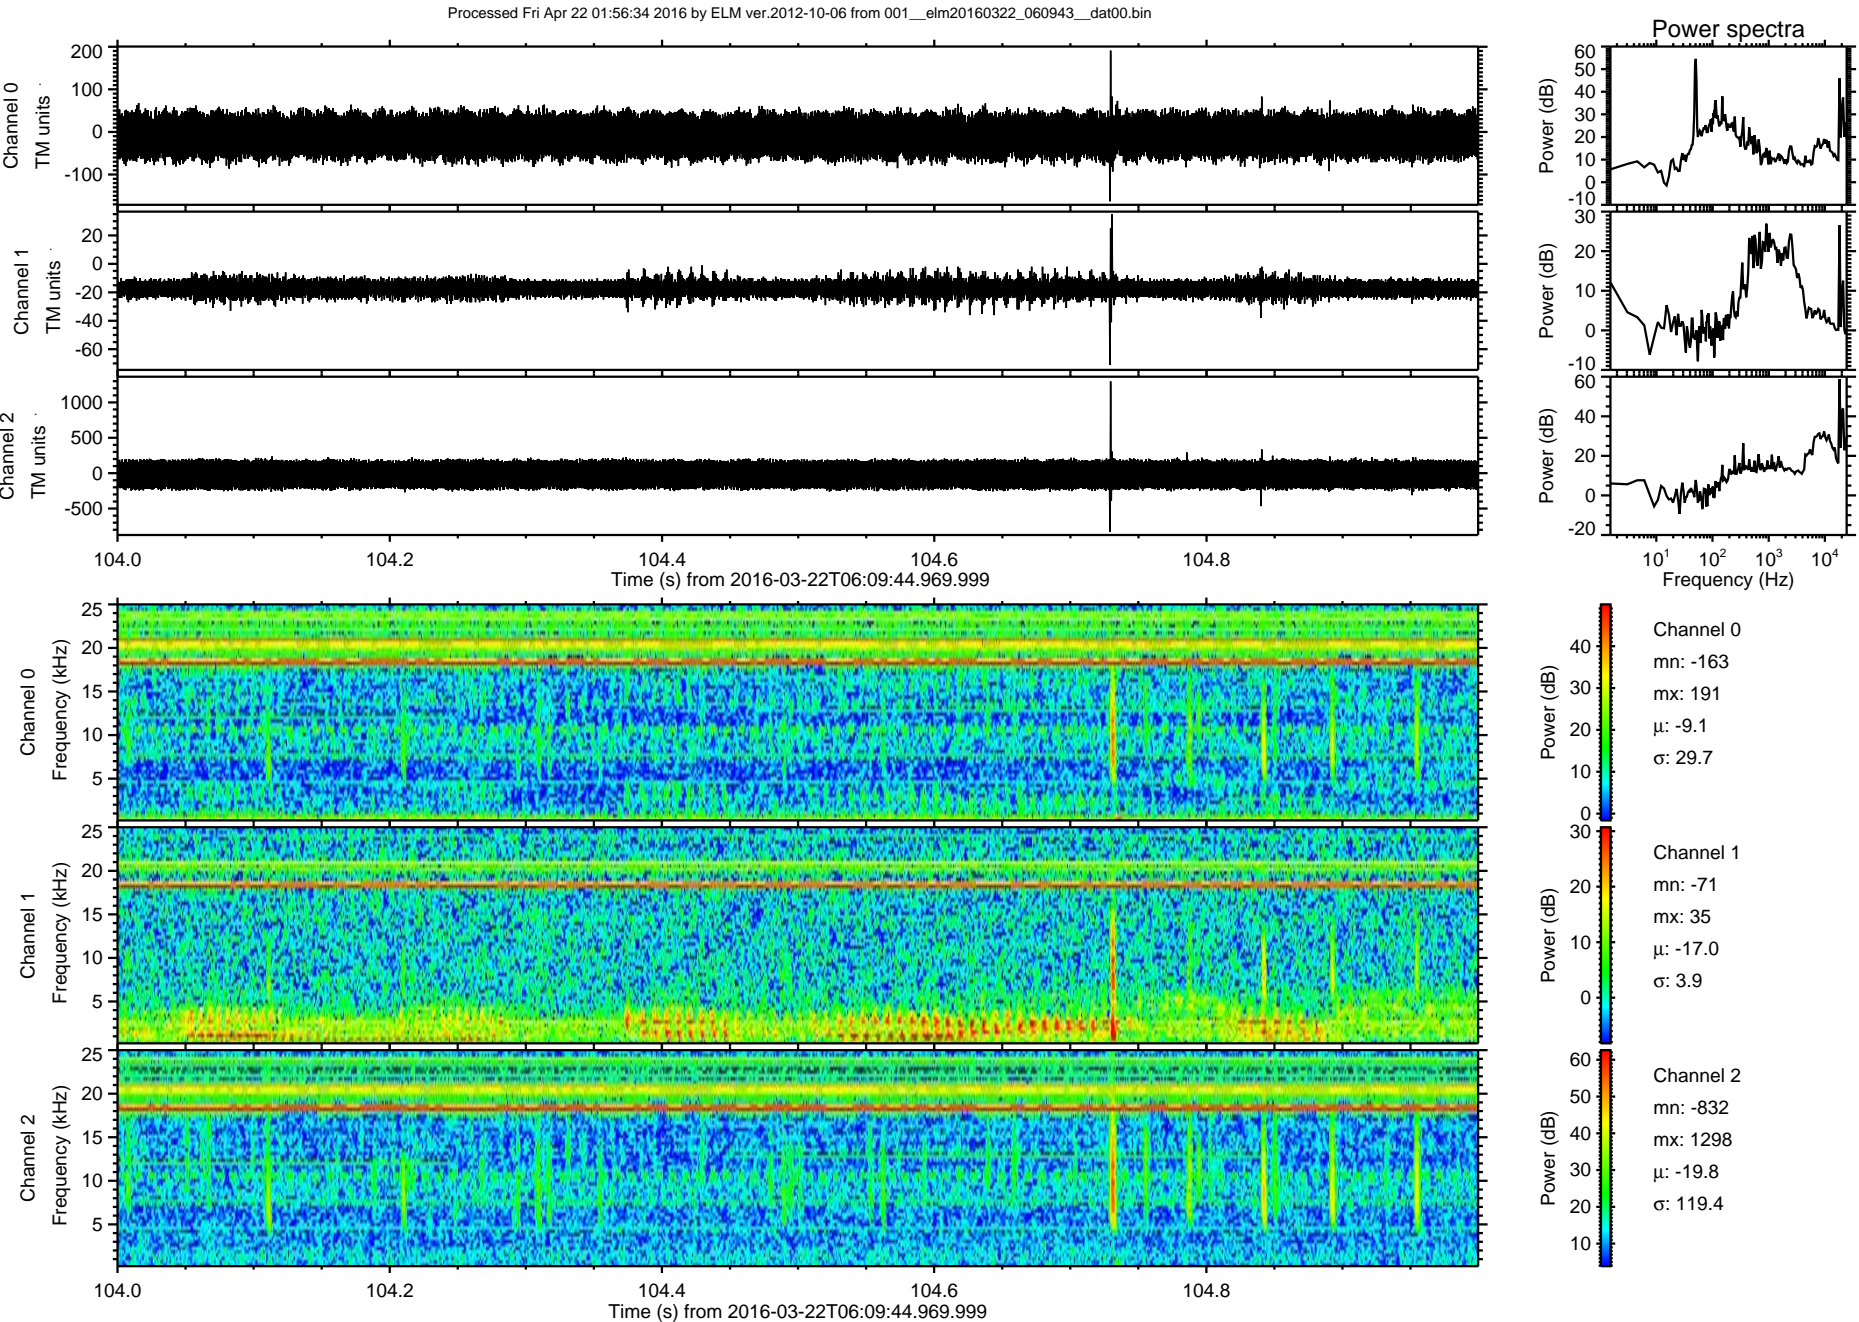 Processed Fri Apr 22 01:56:34 2016 by ELM ver.2012-10-06 from 001__elm20160322_060943__dat00.bin
Power spectra
Channel 0
TM units
200
100
0
-100
Power (dB)
60
50
40
30
20
10
0
-10
Channel 1
TM units
20
0
-20
-40
-60
Power (dB)
30
20
10
0
-10
Channel 2
TM units
1000
500
0
-500
Power (dB)
60
40
20
0
-20
104.0 104.2 104.4 104.6 104.8
Time (s) from 2016-03-22T06:09:44.969.999
10¹ 10² 10³ 10⁴
Frequency (Hz)
Channel 0
Frequency (kHz)
25
20
15
10
5
Power (dB)
40
30
20
10
0
Channel 0
mn: -163
mx: 191
µ: -9.1
σ: 29.7
Channel 1
Frequency (kHz)
25
20
15
10
5
Power (dB)
30
20
10
0
Channel 1
mn: -71
mx: 35
µ: -17.0
σ: 3.9
Channel 2
Frequency (kHz)
25
20
15
10
5
Power (dB)
60
50
40
30
20
10
Channel 2
mn: -832
mx: 1298
µ: -19.8
σ: 119.4
104.0 104.2 104.4 104.6 104.8
Time (s) from 2016-03-22T06:09:44.969.999